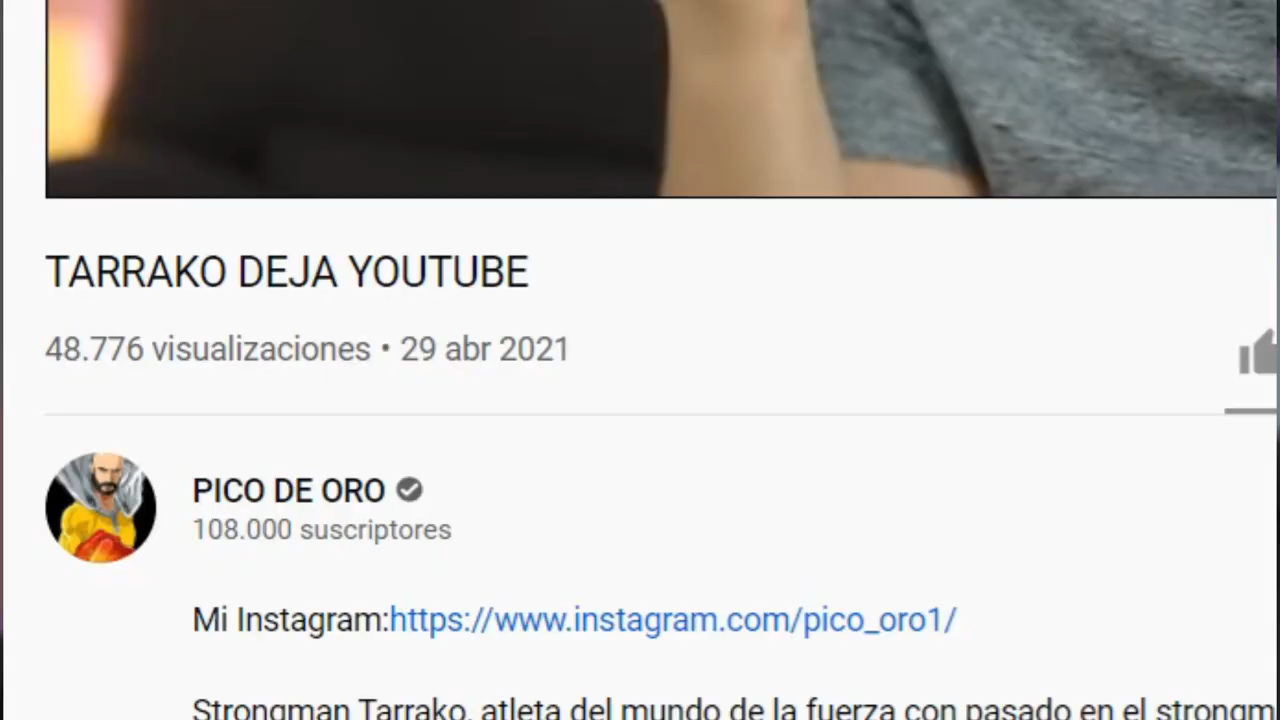 TARRAKO DEJA YOUTUBE
48.776 visualizaciones • 29 abr 2021
PICO DE ORO
108.000 suscriptores
Mi Instagram:https://www.instagram.com/pico_oro1/
Strongman Tarrako, atleta del mundo de la fuerza con pasado en el strongm